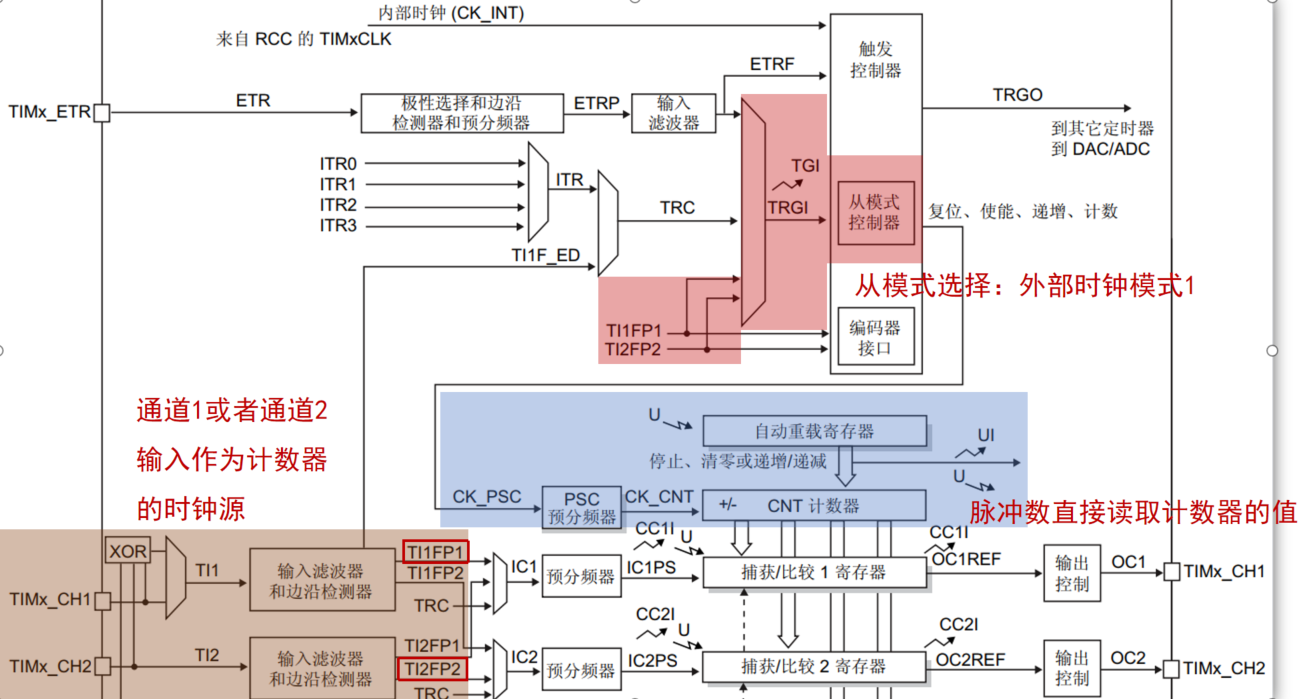 内部时钟 (CK_INT)
来自 RCC 的 TIMxCLK
触发
控制器
ETRF
TIMx_ETR
ETR
极性选择和边沿
检测器和预分频器
ETRP
输入
滤波器
TRGO
到其它定时器
到 DAC/ADC
ITR0
ITR1
ITR2
ITR3
ITR
TRC
TI1F_ED
TGI
TRGI
从模式
控制器
复位、使能、递增、计数
从模式选择：外部时钟模式1
TI1FP1
TI2FP2
编码器
接口
通道1或者通道2
输入作为计数器
的时钟源
U
自动重载寄存器
UI
停止、清零或递增/递减
U
CK_PSC
PSC
预分频器
CK_CNT
+/-
CNT 计数器
脉冲数直接读取计数器的值
XOR
TI1
TIMx_CH1
输入滤波器
和边沿检测器
TI1FP1
TI1FP2
TRC
IC1
预分频器
CC1I
U
IC1PS
捕获/比较 1 寄存器
CC1I
OC1REF
输出
控制
OC1
TIMx_CH1
TIMx_CH2
TI2
输入滤波器
和边沿检测器
TI2FP1
TI2FP2
TRC
IC2
预分频器
CC2I
U
IC2PS
捕获/比较 2 寄存器
CC2I
OC2REF
输出
控制
OC2
TIMx_CH2